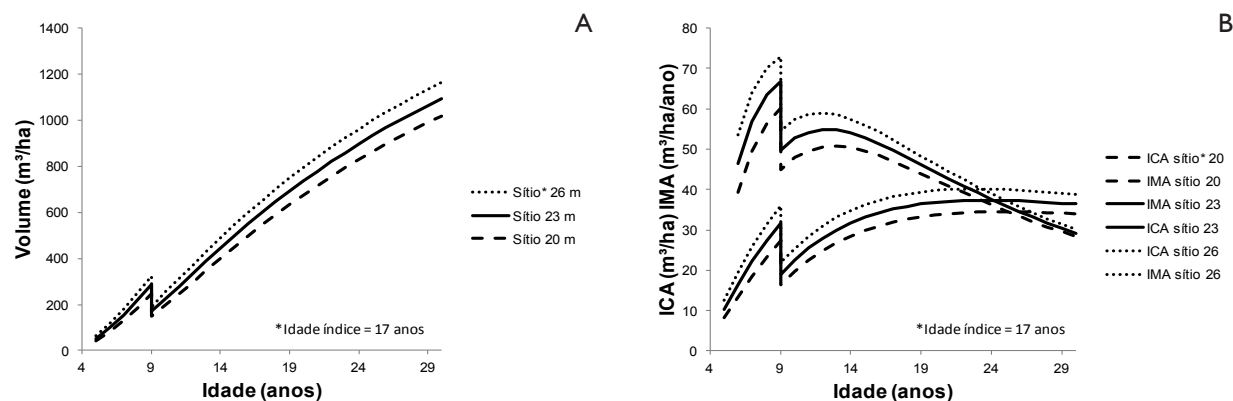 A
1400
1200
1000
800
600
400
200
0
Volume (m³/ha)
4 9 14 19 24 29
Idade (anos)
Sítio* 26 m
Sítio 23 m
Sítio 20 m
*Idade índice = 17 anos
B
80
70
60
50
40
30
20
10
0
ICA (m³/ha) IMA (m³/ha/ano)
4 9 14 19 24 29
Idade (anos)
ICA sítio* 20
IMA sítio 20
IMA sítio 23
ICA sítio 23
ICA sítio 26
IMA sítio 26
*Idade índice = 17 anos